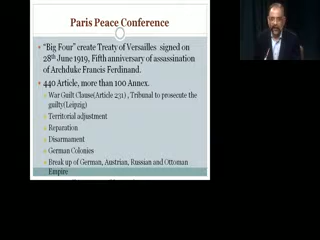 Paris Peace Conference
• "Big Four" create Treaty of Versailles signed on
28th June 1919, Fifth anniversary of assassination
of Archduke Francis Ferdinand.
• 440 Article, more than 100 Annex.
War Guilt Clause(Article 231) , Tribunal to prosecute the
guilty(Leipzig)
Territorial adjustment
Reparation
Disarmament
German Colonies
Break up of German, Austrian, Russian and Ottoman
Empire